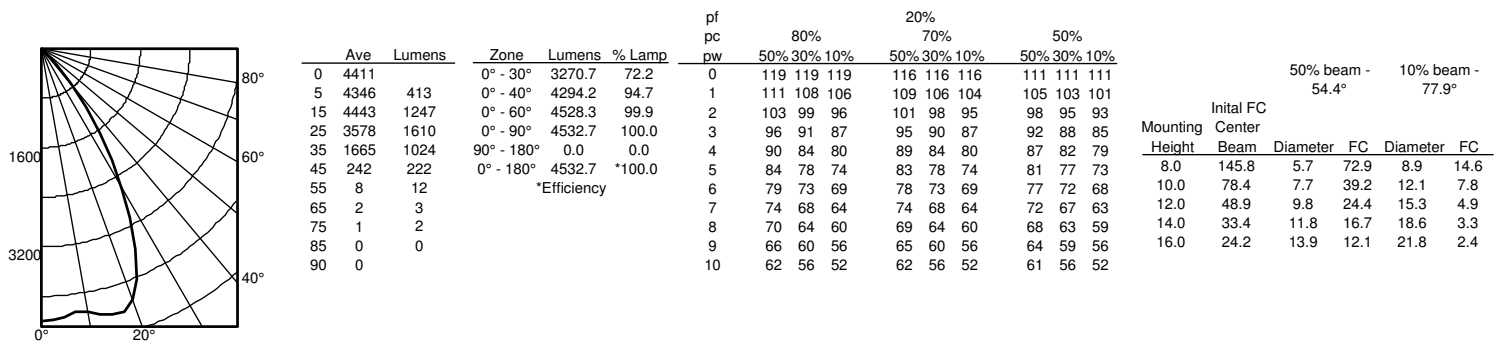 80°
60°
40°
20°
0°
1600
3200
Ave Lumens
0 4411
5 4346 413
15 4443 1247
25 3578 1610
35 1665 1024
45 242 222
55 8 12
65 2 3
75 1 2
85 0 0
90 0
Zone Lumens % Lamp
0° - 30° 3270.7 72.2
0° - 40° 4294.2 94.7
0° - 60° 4528.3 99.9
0° - 90° 4532.7 100.0
90° - 180° 0.0 0.0
0° - 180° 4532.7 *100.0
*Efficiency
pf 20%
pc 80% 70% 50%
pw 50% 30% 10% 50% 30% 10% 50% 30% 10%
0 119 119 119 116 116 116 111 111 111
1 111 108 106 109 106 104 105 103 101
2 103 99 96 101 98 95 98 95 93
3 96 91 87 95 90 87 92 88 85
4 90 84 80 89 84 80 87 82 79
5 84 78 74 83 78 74 81 77 73
6 79 73 69 78 73 69 77 72 68
7 74 68 64 74 68 64 72 67 63
8 70 64 60 69 64 60 68 63 59
9 66 60 56 65 60 56 64 59 56
10 62 56 52 62 56 52 61 56 52
50% beam - 10% beam -
54.4° 77.9°
Inital FC
Mounting Center
Height Beam Diameter FC Diameter FC
8.0 145.8 5.7 72.9 8.9 14.6
10.0 78.4 7.7 39.2 12.1 7.8
12.0 48.9 9.8 24.4 15.3 4.9
14.0 33.4 11.8 16.7 18.6 3.3
16.0 24.2 13.9 12.1 21.8 2.4